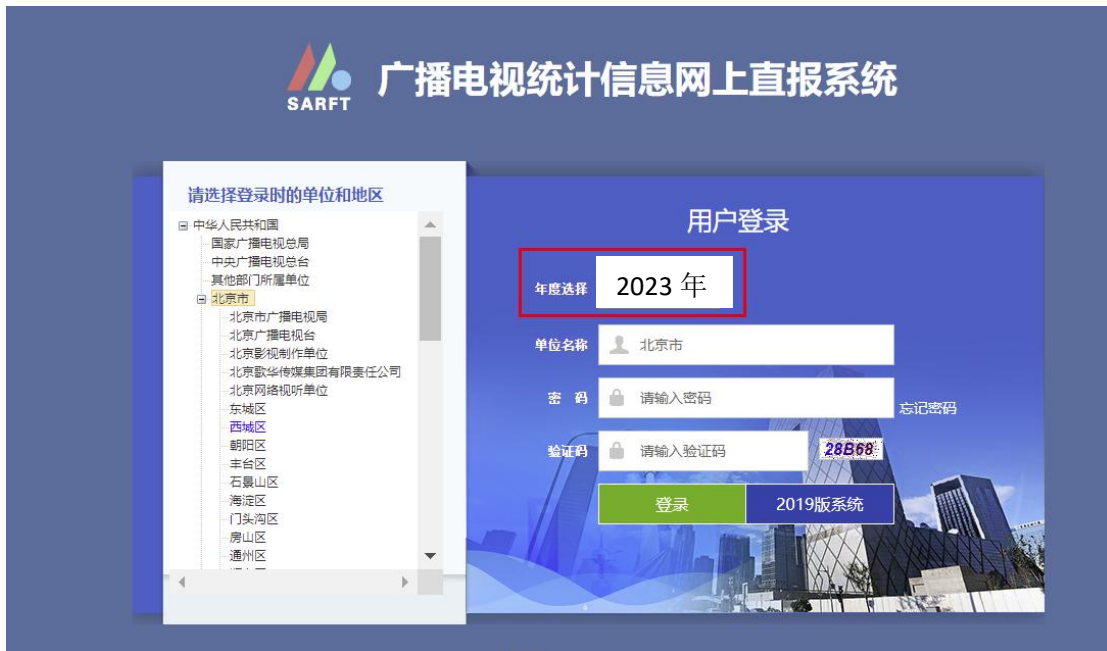 SARFT
广播电视统计信息网上直报系统
请选择登录时的单位和地区
中华人民共和国
国家广播电视总局
中央广播电视总台
其他部门所属单位
北京市
北京市广播电视局
北京广播电视台
北京影视制作单位
北京歌华传媒集团有限责任公司
北京网络视听单位
东城区
西城区
朝阳区
丰台区
石景山区
海淀区
门头沟区
房山区
通州区
用户登录
年度选择 2023 年
单位名称 北京市
密 码 请输入密码
忘记密码
验证码 请输入验证码 28B68
登录 2019版系统